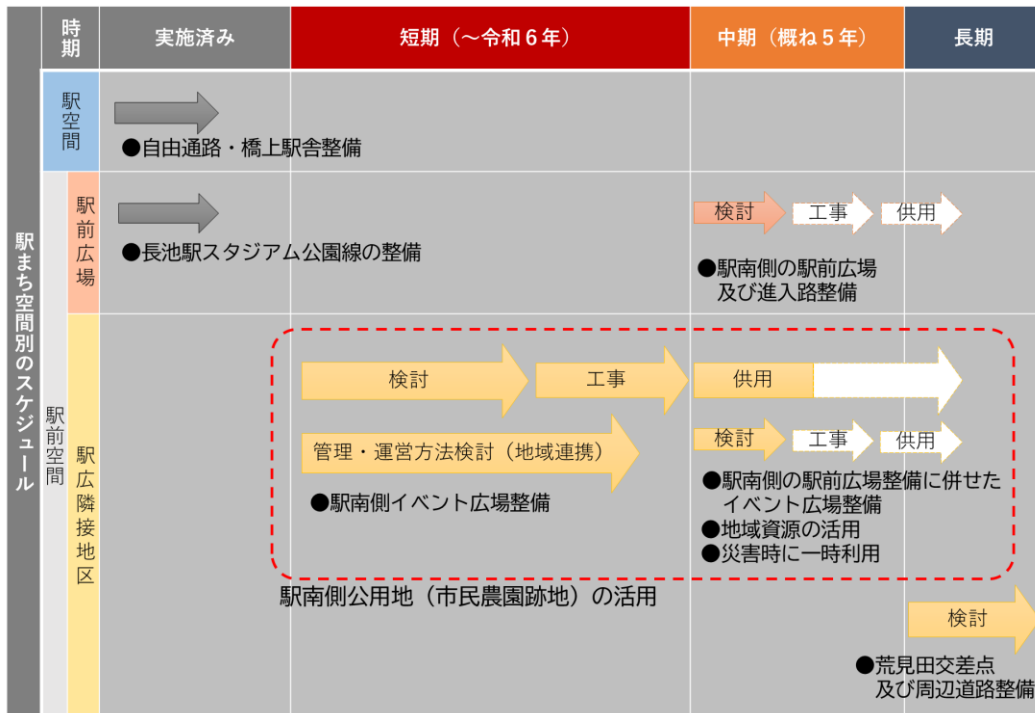 時期
実施済み
短期（～令和６年）
中期（概ね５年）
長期
駅まち空間別のスケジュール
駅空間
●自由通路・橋上駅舎整備
駅前空間
駅前広場
●長池駅スタジアム公園線の整備
検討
工事
供用
●駅南側の駅前広場
及び進入路整備
駅広隣接地区
検討
工事
供用
管理・運営方法検討（地域連携）
検討
工事
供用
●駅南側イベント広場整備
●駅南側の駅前広場整備に併せた
イベント広場整備
●地域資源の活用
●災害時に一時利用
駅南側公用地（市民農園跡地）の活用
検討
●荒見田交差点
及び周辺道路整備